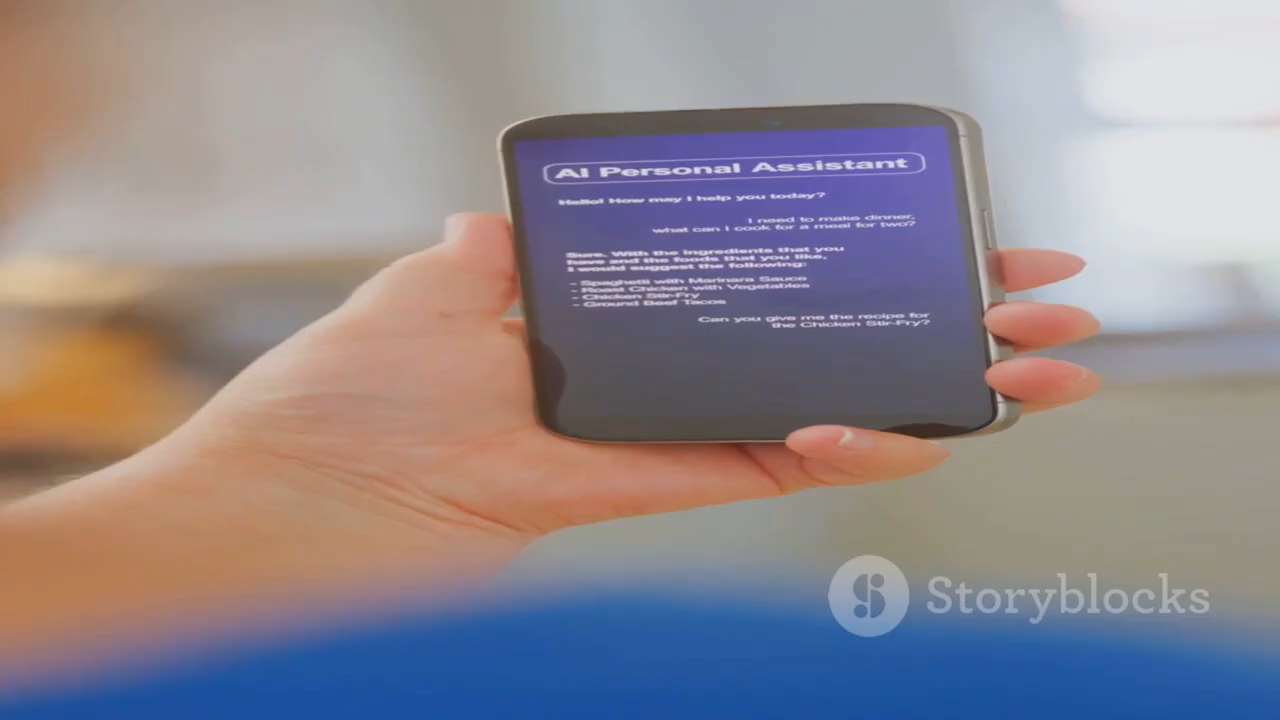 AI Personal Assistant
Hello! How may I help you today?
I need to make dinner,
what can I cook for a meal for two?
Sure. With the ingredients that you
have and the foods that you like,
I would suggest the following:
- Spaghetti with Marinara Sauce
- Roast Chicken with Vegetables
- Chicken Stir-Fry
- Ground Beef Tacos
Can you give me the recipe for
the Chicken Stir-Fry?
Storyblocks